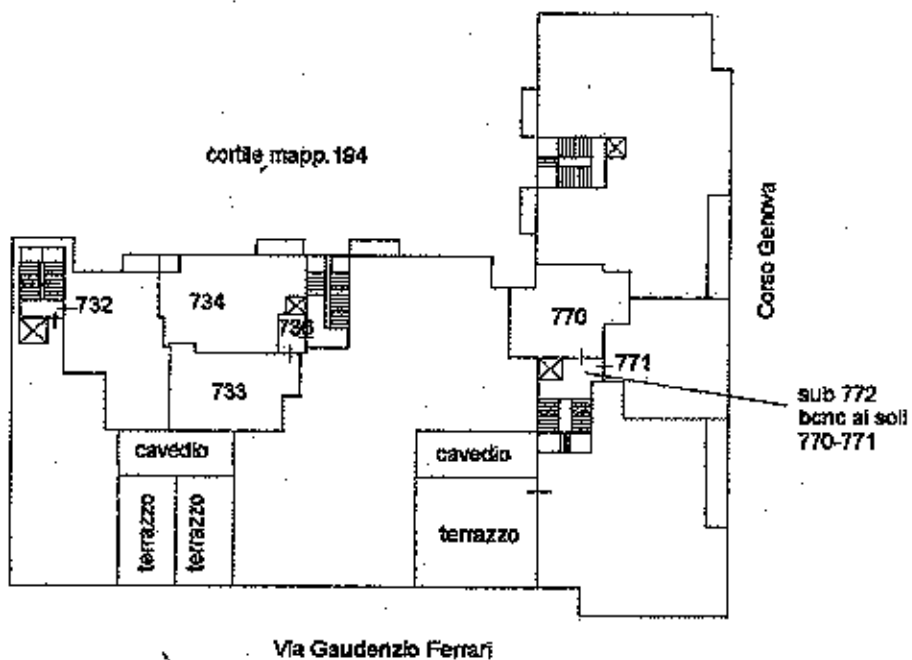 cortile mapp.194
Corso Genova
732
734
736
770
771
733
sub 772
bcnc ai soli
770-771
cavedio
cavedio
terrazzo
terrazzo
terrazzo
Via Gaudenzio Ferrari